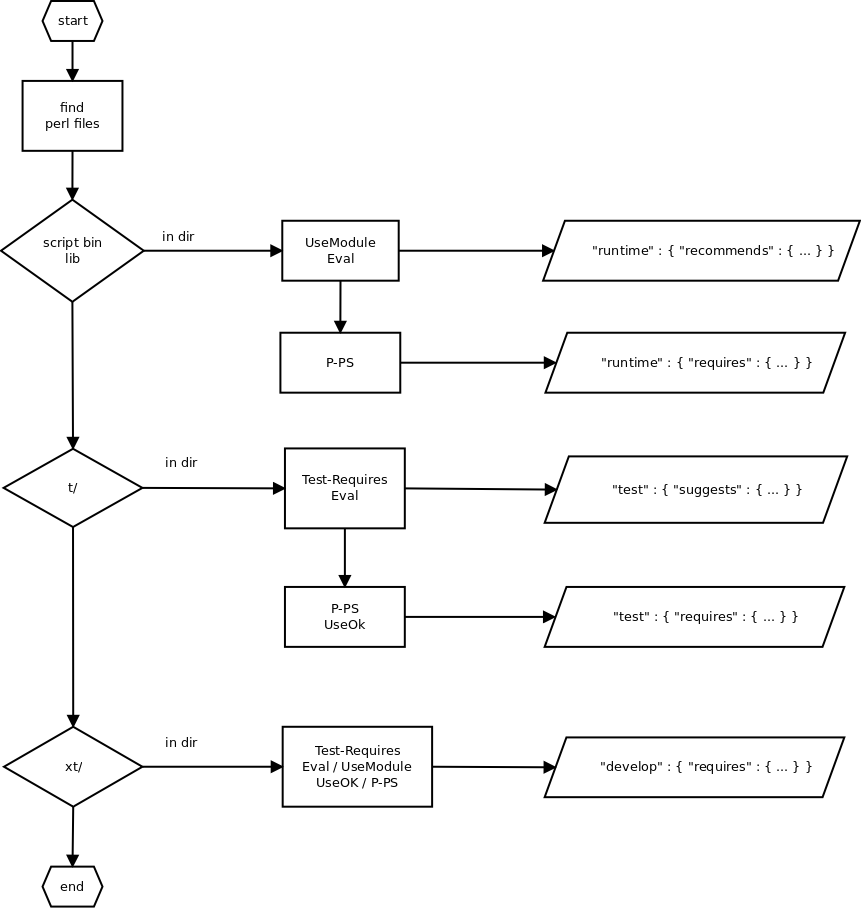 start
find
perl files
script bin
lib
in dir
UseModule
Eval
"runtime" : { "recommends" : { ... } }
P-PS
"runtime" : { "requires" : { ... } }
t/
in dir
Test-Requires
Eval
"test" : { "suggests" : { ... } }
P-PS
UseOk
"test" : { "requires" : { ... } }
xt/
in dir
Test-Requires
Eval / UseModule
UseOK / P-PS
"develop" : { "requires" : { ... } }
end